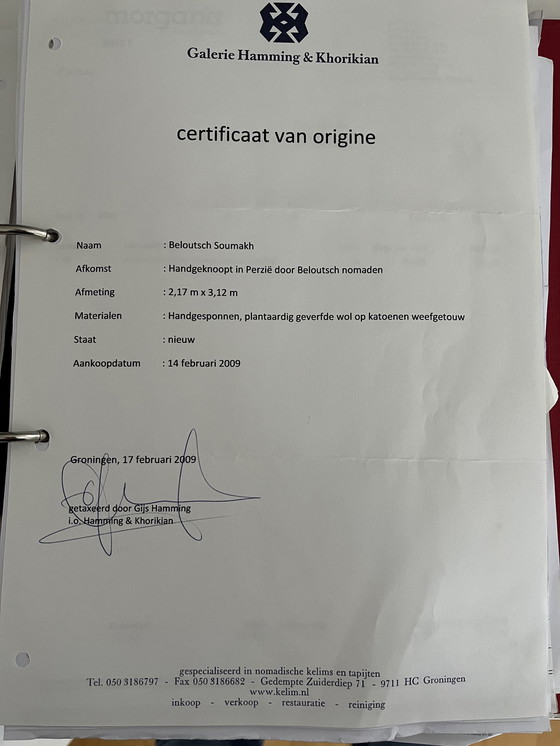 Galerie Hamming & Khorikian
certificaat van origine
Naam : Beloutsch Soumakh
Afkomst : Handgeknoopt in Perzië door Beloutsch nomaden
Afmeting : 2,17 m x 3,12 m
Materialen : Handgesponnen, plantaardig geverfde wol op katoenen weefgetouw
Staat : nieuw
Aankoopdatum : 14 februari 2009
Groningen, 17 februari 2009
getaxeerd door Gijs Hamming
i.o. Hamming & Khorikian
gespecialiseerd in nomadische kelims en tapijten
Tel. 050 3186797 - Fax 050 3186682 - Gedempte Zuiderdiep 71 - 9711 HC Groningen
www.kelim.nl
inkoop - verkoop - restauratie - reiniging